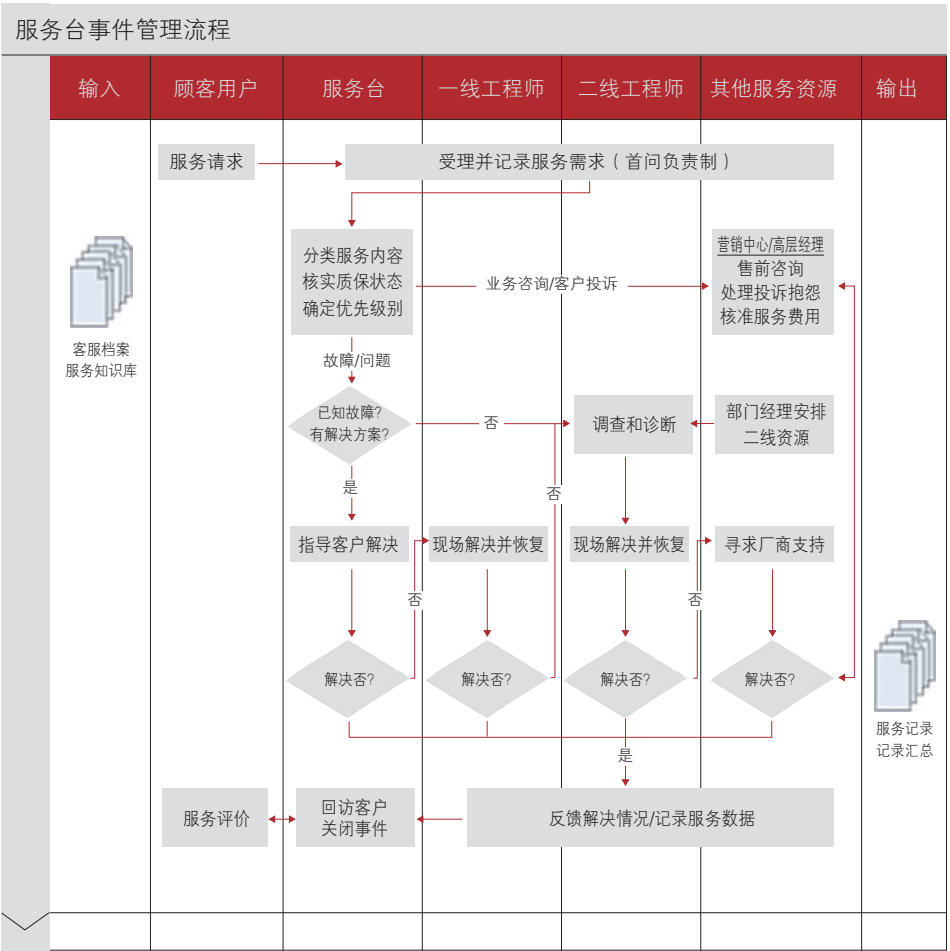 服务台事件管理流程
输入
顾客用户
服务台
一线工程师
二线工程师
其他服务资源
输出
服务请求
受理并记录服务需求（首问负责制）
分类服务内容
核实质保状态
确定优先级别
业务咨询/客户投诉
营销中心/高层经理
售前咨询
处理投诉抱怨
核准服务费用
客服档案
服务知识库
故障/问题
已知故障?
有解决方案?
否
调查和诊断
部门经理安排
二线资源
是
否
指导客户解决
现场解决并恢复
现场解决并恢复
寻求厂商支持
否
否
解决否?
解决否?
解决否?
解决否?
服务记录
记录汇总
是
服务评价
回访客户
关闭事件
反馈解决情况/记录服务数据